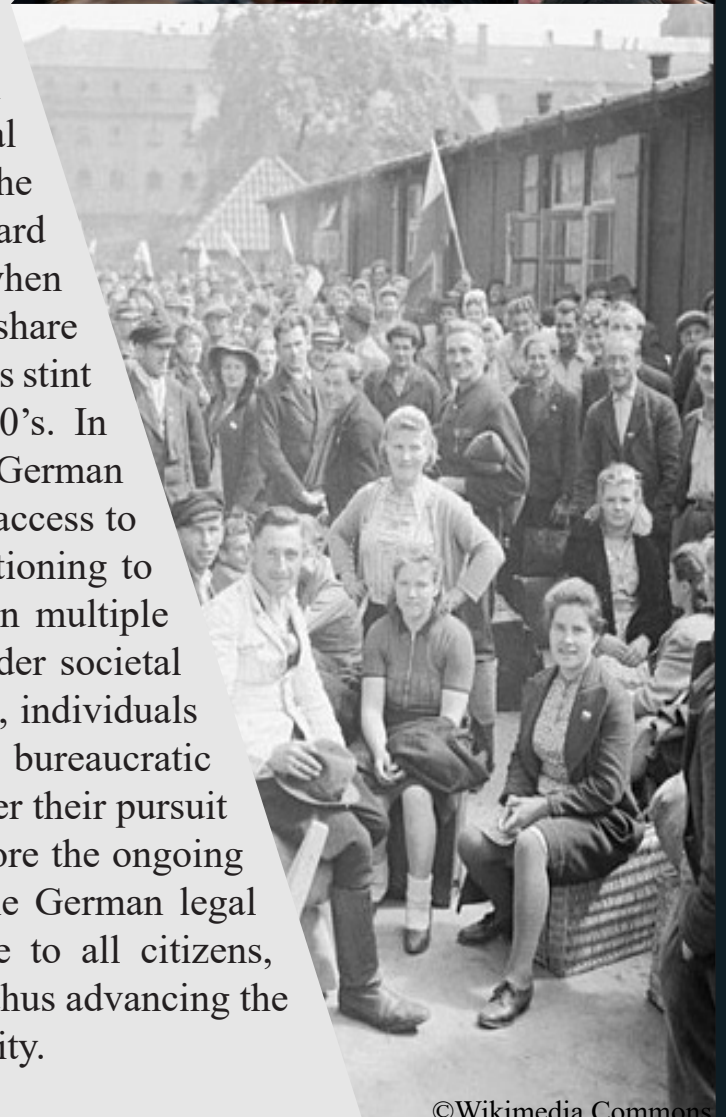 al
he
ard
when
share
s stint
0’s. In
German
access to
tioning to
n multiple
der societal
, individuals
bureaucratic
er their pursuit
ore the ongoing
e German legal
e to all citizens,
hus advancing the
ity.
©Wikimedia Commons